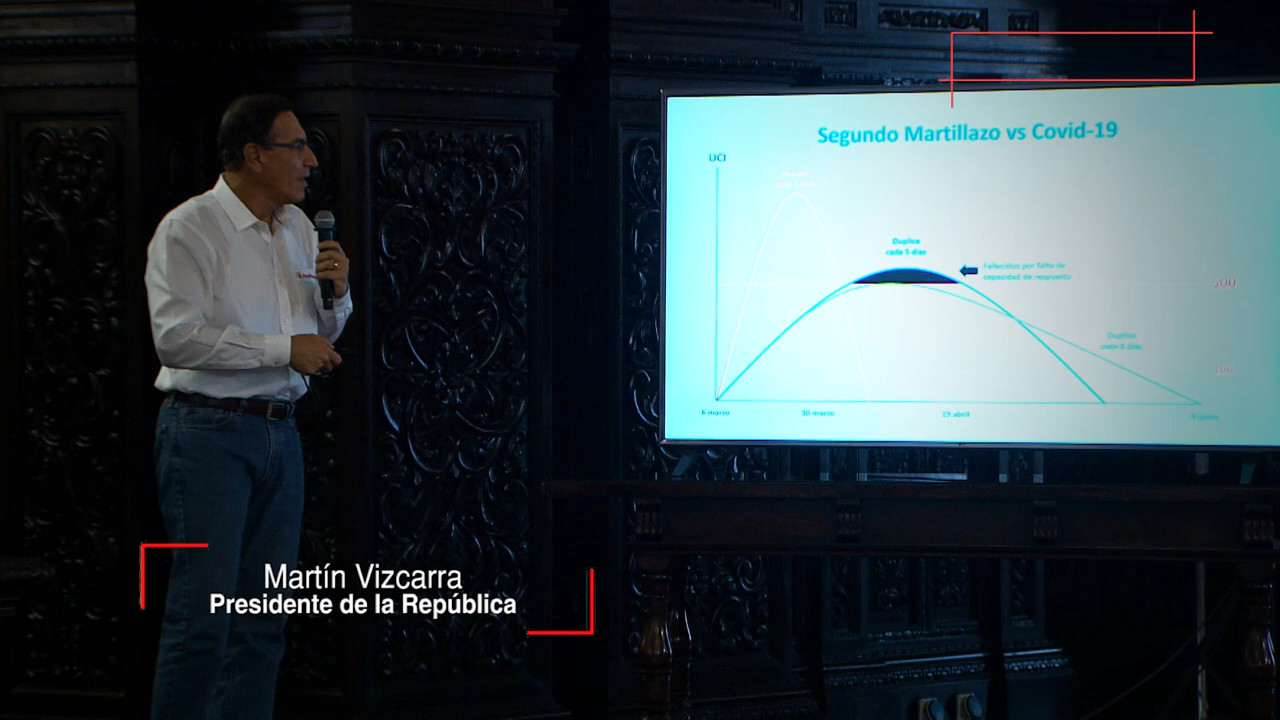 Segundo Martillazo vs Covid-19
UCI
Duplica
cada 5 días
Fallecidos por falta de
capacidad de respuesta
500
Duplica
cada 8 días
100
6 marzo
30 marzo
19 abril
Martín Vizcarra
Presidente de la República